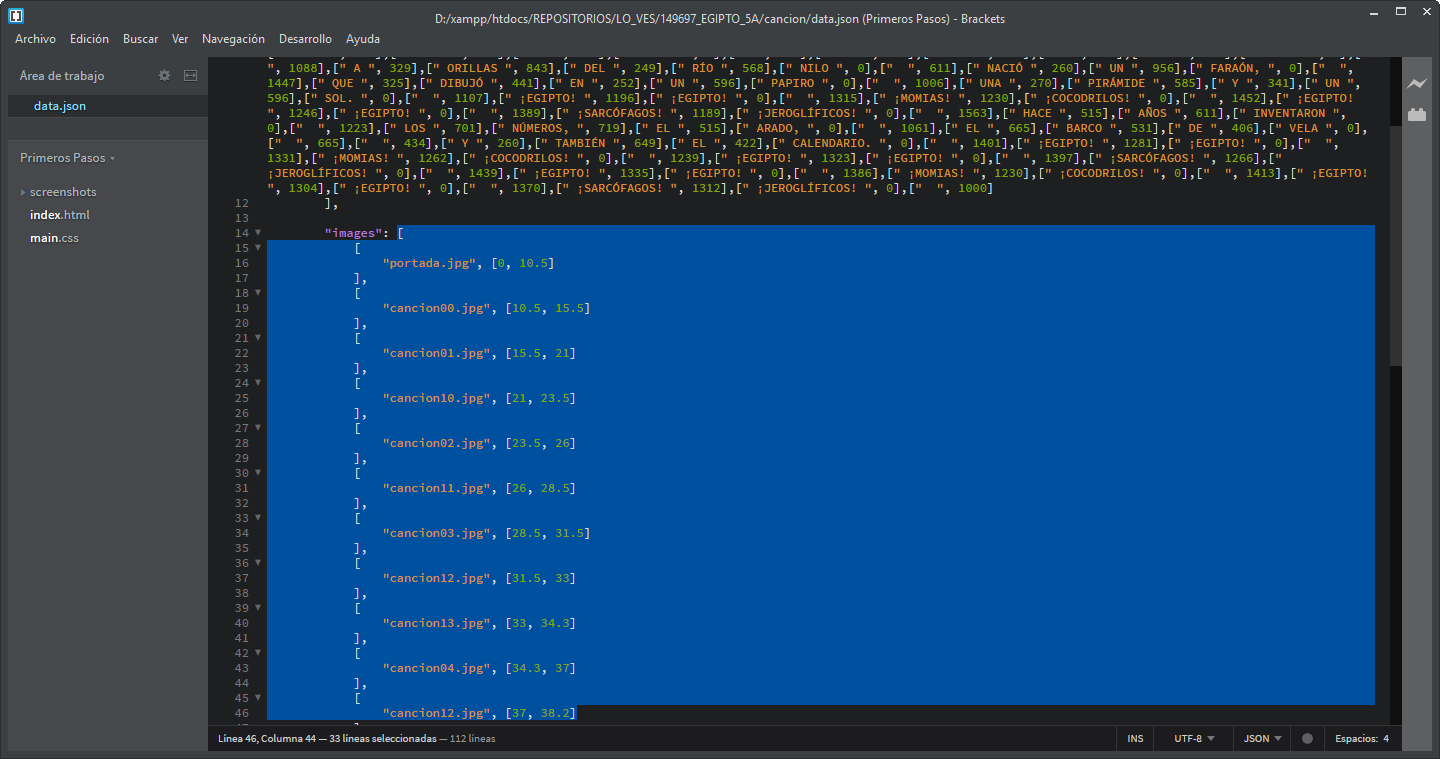 D:/xampp/htdocs/REPOSITORIOS/LO_VES/149697_EGIPTO_5A/cancion/data.json (Primeros Pasos) - Brackets
Archivo Edición Buscar Ver Navegación Desarrollo Ayuda
Área de trabajo
data.json
Primeros Pasos
screenshots
index.html
main.css
", 1088],[" A ", 329],[" ORILLAS ", 843],[" DEL ", 249],[" RÍO ", 568],[" NILO ", 0],["  ", 611],[" NACIÓ ", 260],[" UN ", 956],[" FARAÓN, ", 0],["  ",
1447],[" QUE ", 325],[" DIBUJÓ ", 441],[" EN ", 252],[" UN ", 596],[" PAPIRO ", 0],["  ", 1006],[" UNA ", 270],[" PIRÁMIDE ", 585],[" Y ", 341],[" UN ",
596],[" SOL. ", 0],["  ", 1107],[" ¡EGIPTO! ", 1196],[" ¡EGIPTO! ", 0],["  ", 1315],[" ¡MOMIAS! ", 1230],[" ¡COCODRILOS! ", 0],["  ", 1452],[" ¡EGIPTO!
", 1246],[" ¡EGIPTO! ", 0],["  ", 1389],[" ¡SARCÓFAGOS! ", 1189],[" ¡JEROGLÍFICOS! ", 0],["  ", 1563],[" HACE ", 515],[" AÑOS ", 611],[" INVENTARON ",
0],["  ", 1223],[" LOS ", 701],[" NÚMEROS, ", 719],[" EL ", 515],[" ARADO, ", 0],["  ", 1061],[" EL ", 665],[" BARCO ", 531],[" DE ", 406],[" VELA ", 0],
["  ", 665],["  ", 434],[" Y ", 260],[" TAMBIÉN ", 649],[" EL ", 422],[" CALENDARIO. ", 0],["  ", 1401],[" ¡EGIPTO! ", 1281],[" ¡EGIPTO! ", 0],["  ",
1331],[" ¡MOMIAS! ", 1262],[" ¡COCODRILOS! ", 0],["  ", 1239],[" ¡EGIPTO! ", 1323],[" ¡EGIPTO! ", 0],["  ", 1397],[" ¡SARCÓFAGOS! ", 1266],["
¡JEROGLÍFICOS! ", 0],["  ", 1439],[" ¡EGIPTO! ", 1335],[" ¡EGIPTO! ", 0],["  ", 1386],[" ¡MOMIAS! ", 1230],[" ¡COCODRILOS! ", 0],["  ", 1413],[" ¡EGIPTO!
", 1304],[" ¡EGIPTO! ", 0],["  ", 1370],[" ¡SARCÓFAGOS! ", 1312],[" ¡JEROGLÍFICOS! ", 0],["  ", 1000]
12 ],
13
14 "images": [
15 [
16 "portada.jpg", [0, 10.5]
17 ],
18 [
19 "cancion00.jpg", [10.5, 15.5]
20 ],
21 [
22 "cancion01.jpg", [15.5, 21]
23 ],
24 [
25 "cancion10.jpg", [21, 23.5]
26 ],
27 [
28 "cancion02.jpg", [23.5, 26]
29 ],
30 [
31 "cancion11.jpg", [26, 28.5]
32 ],
33 [
34 "cancion03.jpg", [28.5, 31.5]
35 ],
36 [
37 "cancion12.jpg", [31.5, 33]
38 ],
39 [
40 "cancion13.jpg", [33, 34.3]
41 ],
42 [
43 "cancion04.jpg", [34.3, 37]
44 ],
45 [
46 "cancion12.jpg", [37, 38.2]
Línea 46, Columna 44 — 33 líneas seleccionadas — 112 líneas
INS UTF-8 JSON Espacios: 4